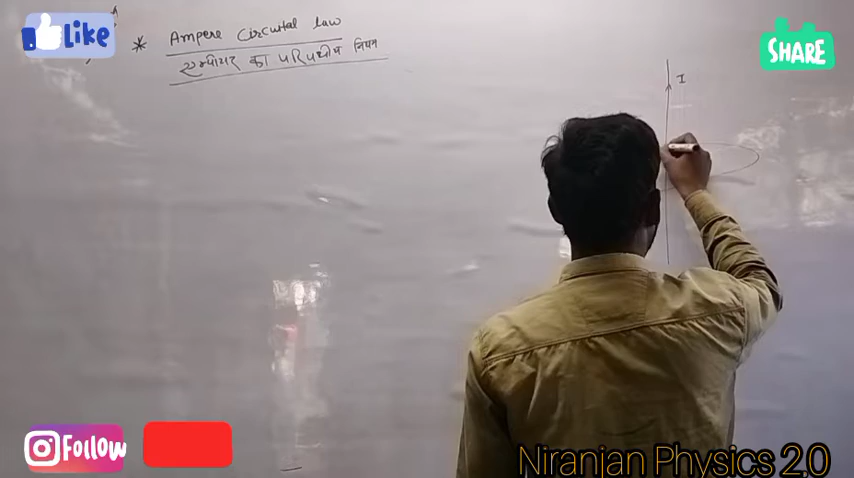 Like
* Ampere Circuital law
एम्पीयर का परिपथीय नियम
SHARE
I
Follow
Niranjan Physics 2.0